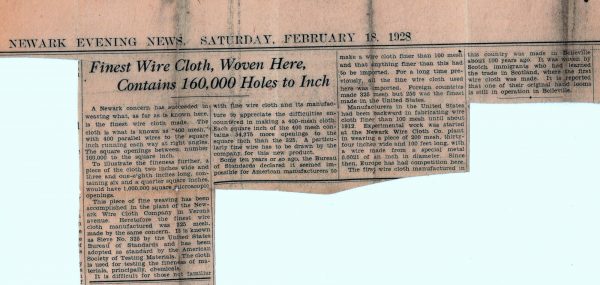 NEWARK EVENING NEWS, SATURDAY, FEBRUARY 18, 1928
Finest Wire Cloth, Woven Here,
Contains 160,000 Holes to Inch
A Newark concern has succeeded in
weaving what, as far as is known here,
is the finest wire cloth made. The
cloth is what is known as "400 mesh,"
with 400 parallel wires to the square
inch running each way at right angles.
The square openings between number
160,000 to the square inch.
To illustrate the fineness further, a
piece of the cloth two inches wide and
three and one-eighth inches long, con-
taining six and a quarter square inches,
would have 1,000,000 square microscopic
openings.
This piece of fine weaving has been
accomplished in the plant of the New-
ark Wire Cloth Company in Verona
avenue. Heretofore the finest wire
cloth manufactured was 325 mesh,
made by the same concern. It is known
as Sieve No. 325 by the United States
Bureau of Standards and has been
adopted as standard by the American
Society of Testing Materials. The cloth
is used for testing the fineness of ma-
terials, principally, chemicals.
It is difficult for those not familiar
with fine wire cloth and its manufac-
ture to appreciate the difficulties en-
countered in making a 400-mesh cloth.
Each square inch of the 400 mesh con-
tains 54,375 more openings to the
square inch than the 325. A particu-
larly fine wire has to be drawn by the
company for this new product.
Some ten years or so ago, the Bureau
of Standards declared it seemed im-
possible for American manufacturers to
make a wire cloth finer than 100 mesh
and that anything finer than this had
to be imported. For a long time pre-
viously, all the fine wire cloth used
here was imported. Foreign countries
made 325 mesh but 250 was the finest
made in the United States.
Manufacturers in the United States
had been backward in fabricating wire
cloth finer than 100 mesh until about
1912. Experimental work was started
at the Newark Wire Cloth Co. plant
in weaving a piece of 200 mesh, thirty-
four inches wide and 100 feet long, with
a wire made from a special metal
0.0021 of an inch in diameter. Since
then, Europe has had competition here.
The first wire cloth manufactured in
this country was made in Belleville
about 100 years ago. It was woven by
Scotch immigrants who had learned
the trade in Scotland, where the first
wire cloth was made. It is reported
that one of their original hand looms
is still in operation in Belleville.